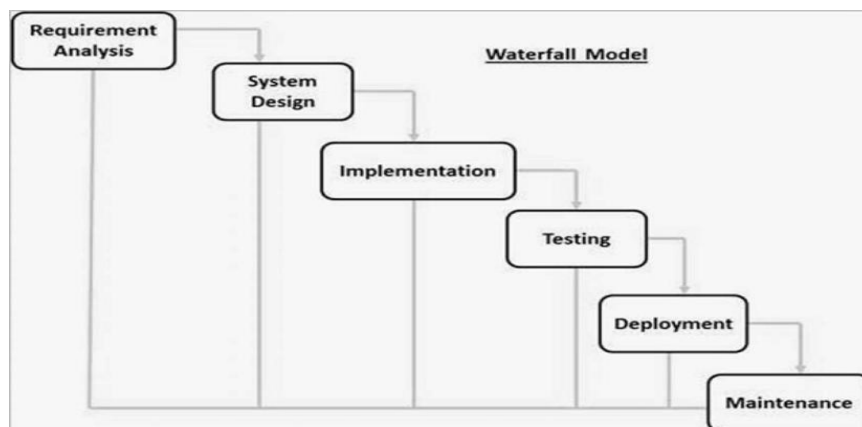 Requirement
Analysis
Waterfall Model
System
Design
Implementation
Testing
Deployment
Maintenance